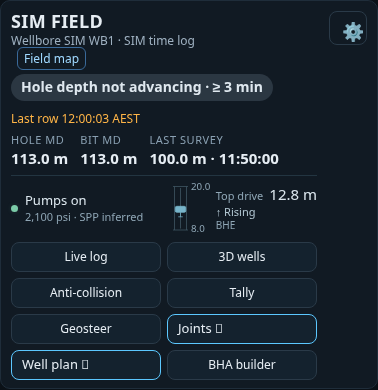 SIM FIELD
Wellbore SIM WB1 · SIM time log
Field map
Hole depth not advancing · ≥ 3 min
Last row 12:00:03 AEST
HOLE MD BIT MD LAST SURVEY
113.0 m 113.0 m 100.0 m · 11:50:00
Pumps on
2,100 psi · SPP inferred
20.0
8.0
Top drive 12.8 m
↑ Rising
BHE
Live log 3D wells
Anti-collision Tally
Geosteer Joints
Well plan BHA builder